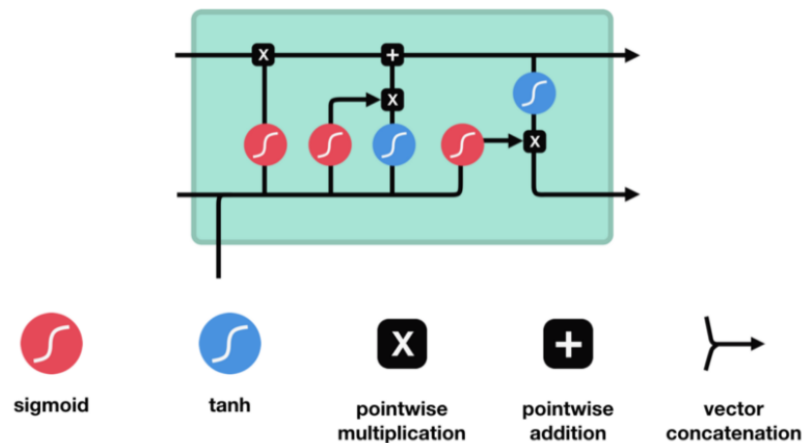 X
+
X
X
X
+
sigmoid
tanh
pointwise
multiplication
pointwise
addition
vector
concatenation